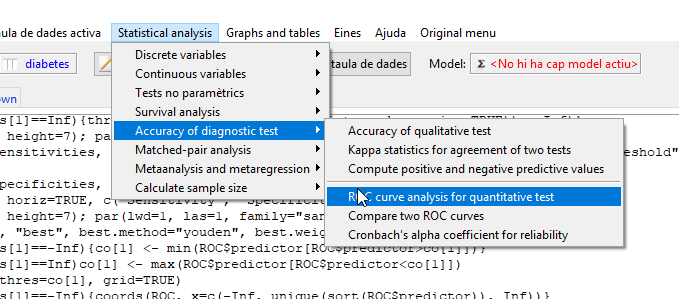 ula de dades activa Statistical analysis Graphs and tables Eines Ajuda Original menu
diabetes
taula de dades
Model: Σ <No hi ha cap model actiu>
own
Discrete variables
Continuous variables
Tests no paramètrics
Survival analysis
Accuracy of diagnostic test
Matched-pair analysis
Metaanalysis and metaregression
Calculate sample size
Accuracy of qualitative test
Kappa statistics for agreement of two tests
Compute positive and negative predictive values
ROC curve analysis for quantitative test
Compare two ROC curves
Cronbach's alpha coefficient for reliability
s[1]==Inf){thr
height=7); pa
ensitivities,
eshold"
pecificities,
horiz=TRUE, c("Sensitivity", "Specificit
height=7); par(lwd=1, las=1, family="san
, "best", best.method="youden", best.wei
s[1]==-Inf){co[1] <- min(ROC$predictor[ROC$predictor>co[1]])}
s[1]==Inf)co[1] <- max(ROC$predictor[ROC$predictor<co[1]])
thres=co[1], grid=TRUE)
s[1]==-Inf){coords(ROC, x=c(-Inf, unique(sort(ROC$predictor)), Inf))}